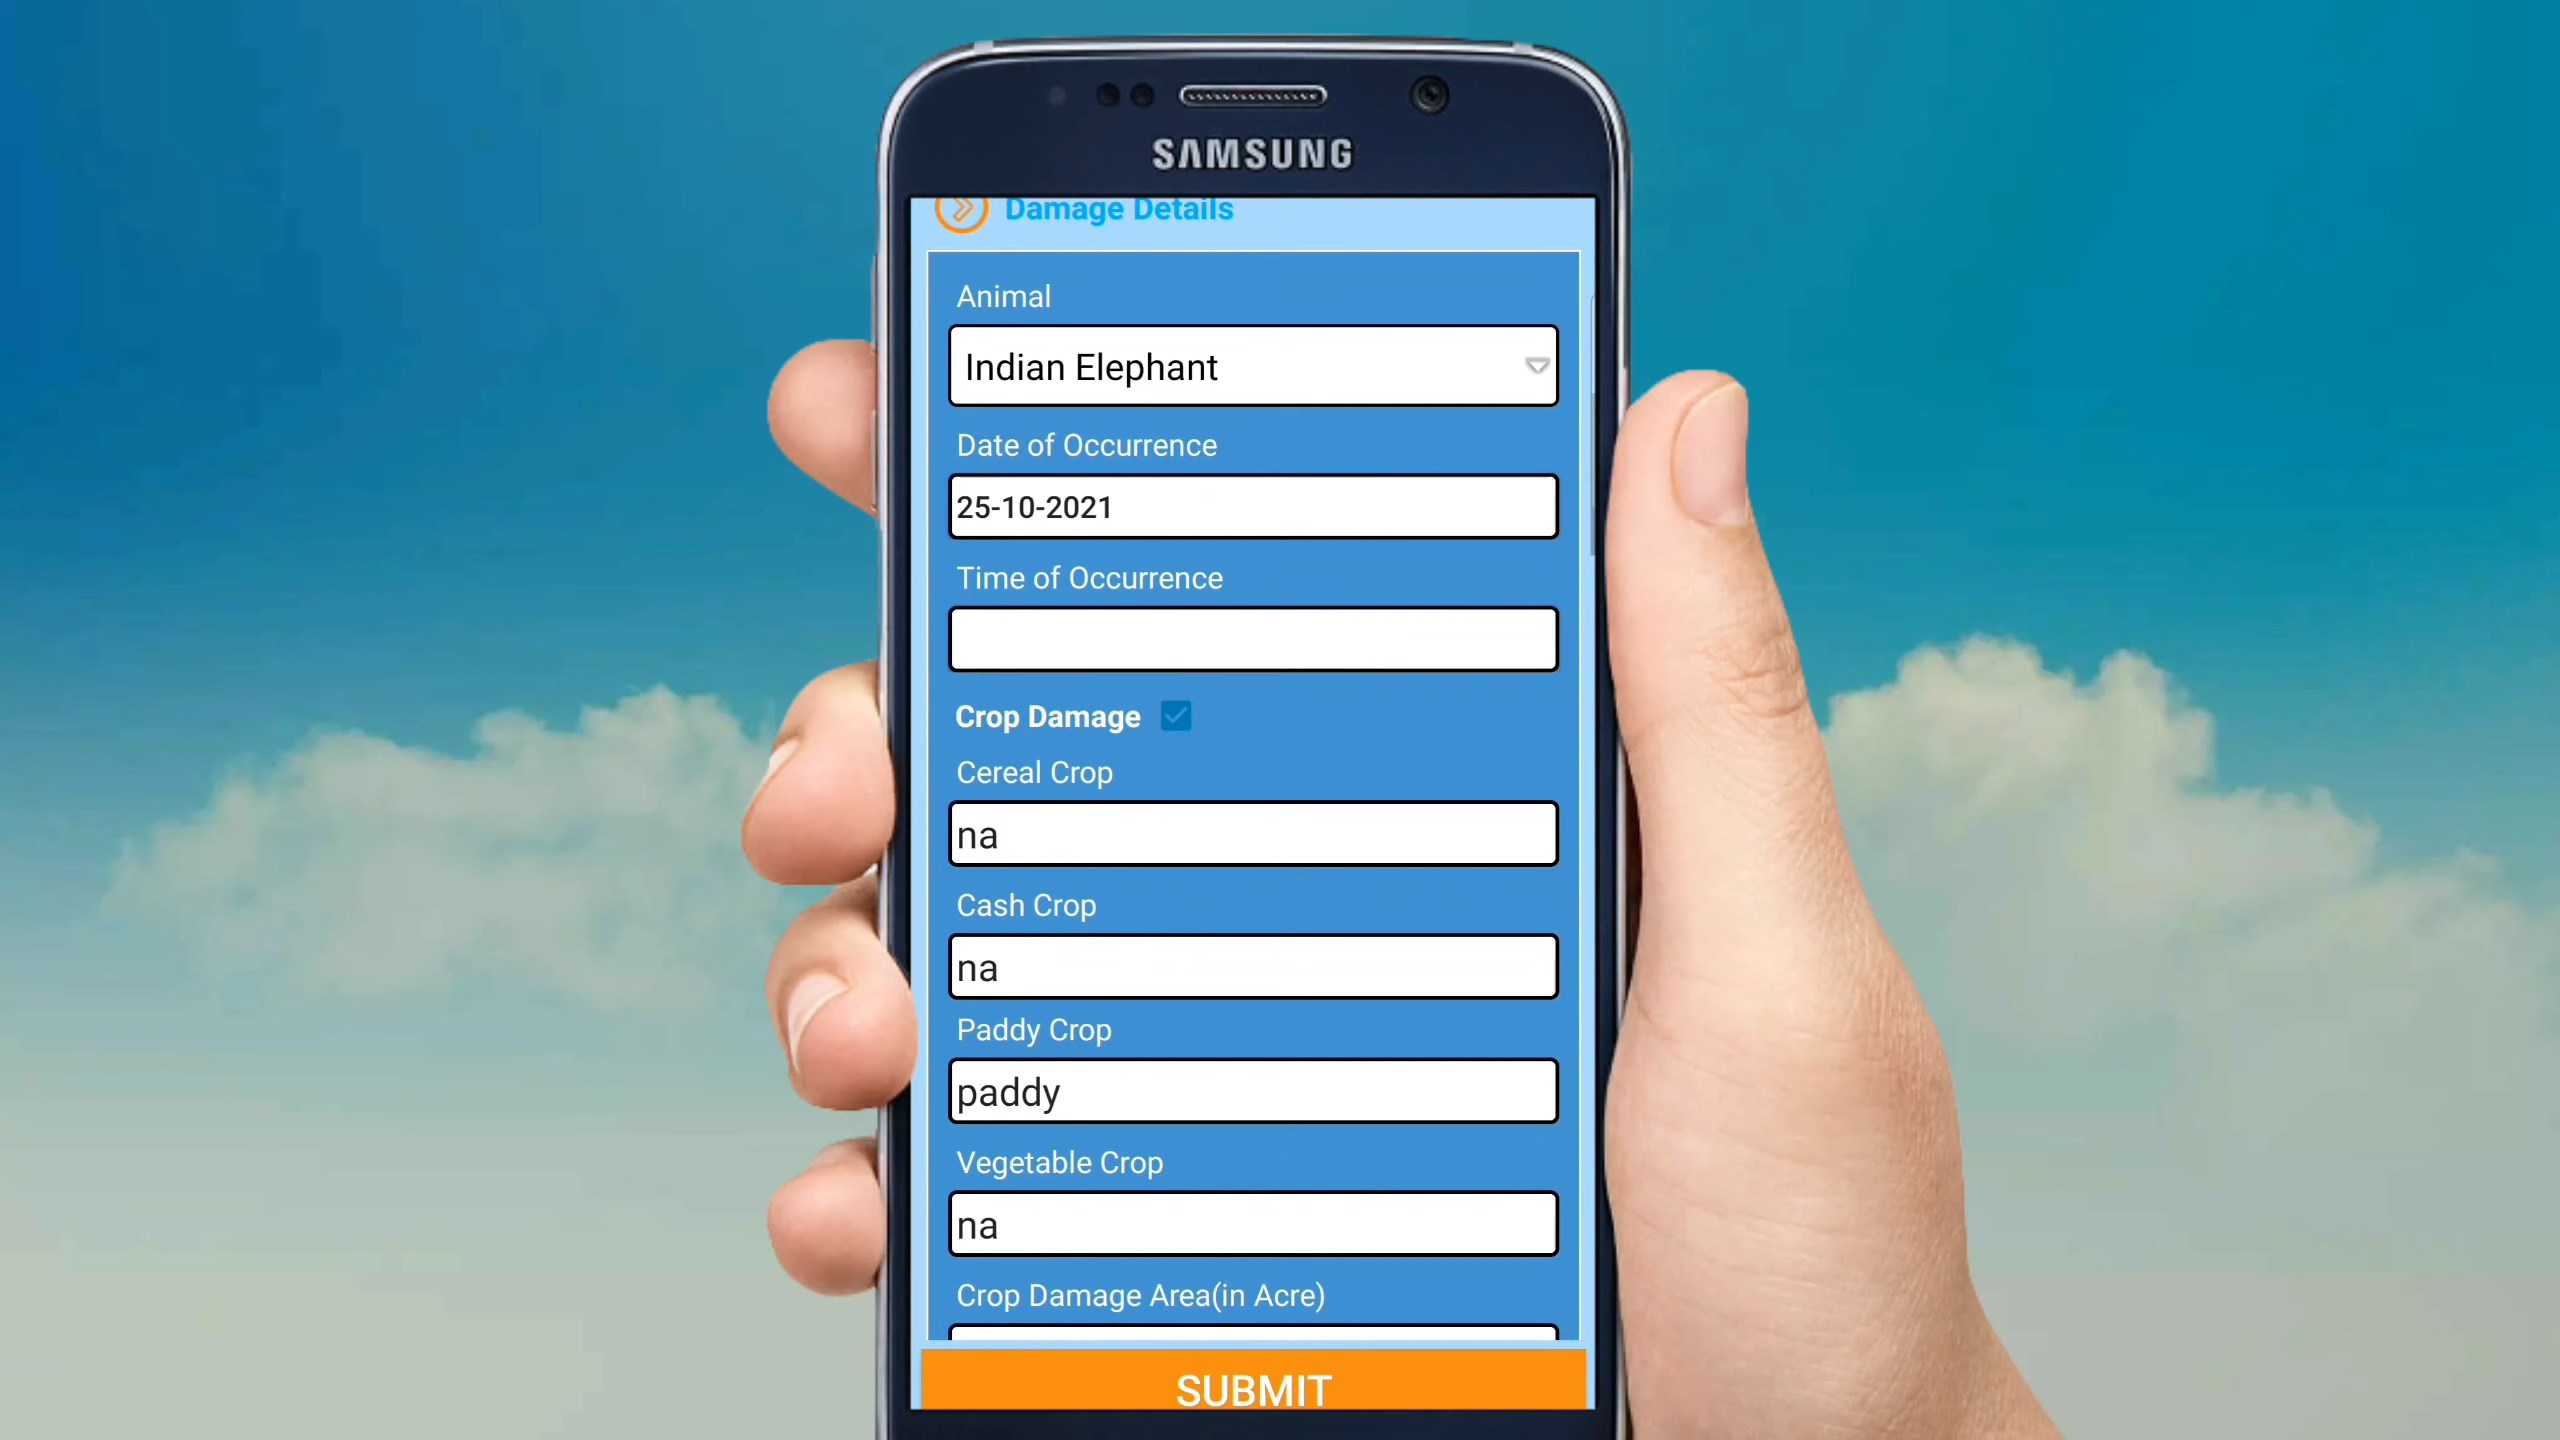 SAMSUNG
Damage Details
Animal
Indian Elephant
Date of Occurrence
25-10-2021
Time of Occurrence
Crop Damage
Cereal Crop
na
Cash Crop
na
Paddy Crop
paddy
Vegetable Crop
na
Crop Damage Area(in Acre)
SUBMIT